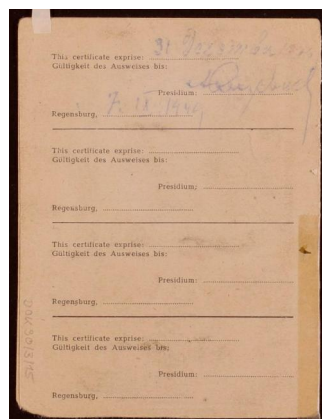 This certificate exprise: 31. Dezember
Gültigkeit des Ausweises bis:
Presidium:
Regensburg, 7. IX. 1946
This certificate exprise:
Gültigkeit des Ausweises bis:
Presidium:
Regensburg,
This certificate exprise:
Gültigkeit des Ausweises bis:
Presidium:
Regensburg,
This certificate exprise:
Gültigkeit des Ausweises bis:
Presidium:
Regensburg,